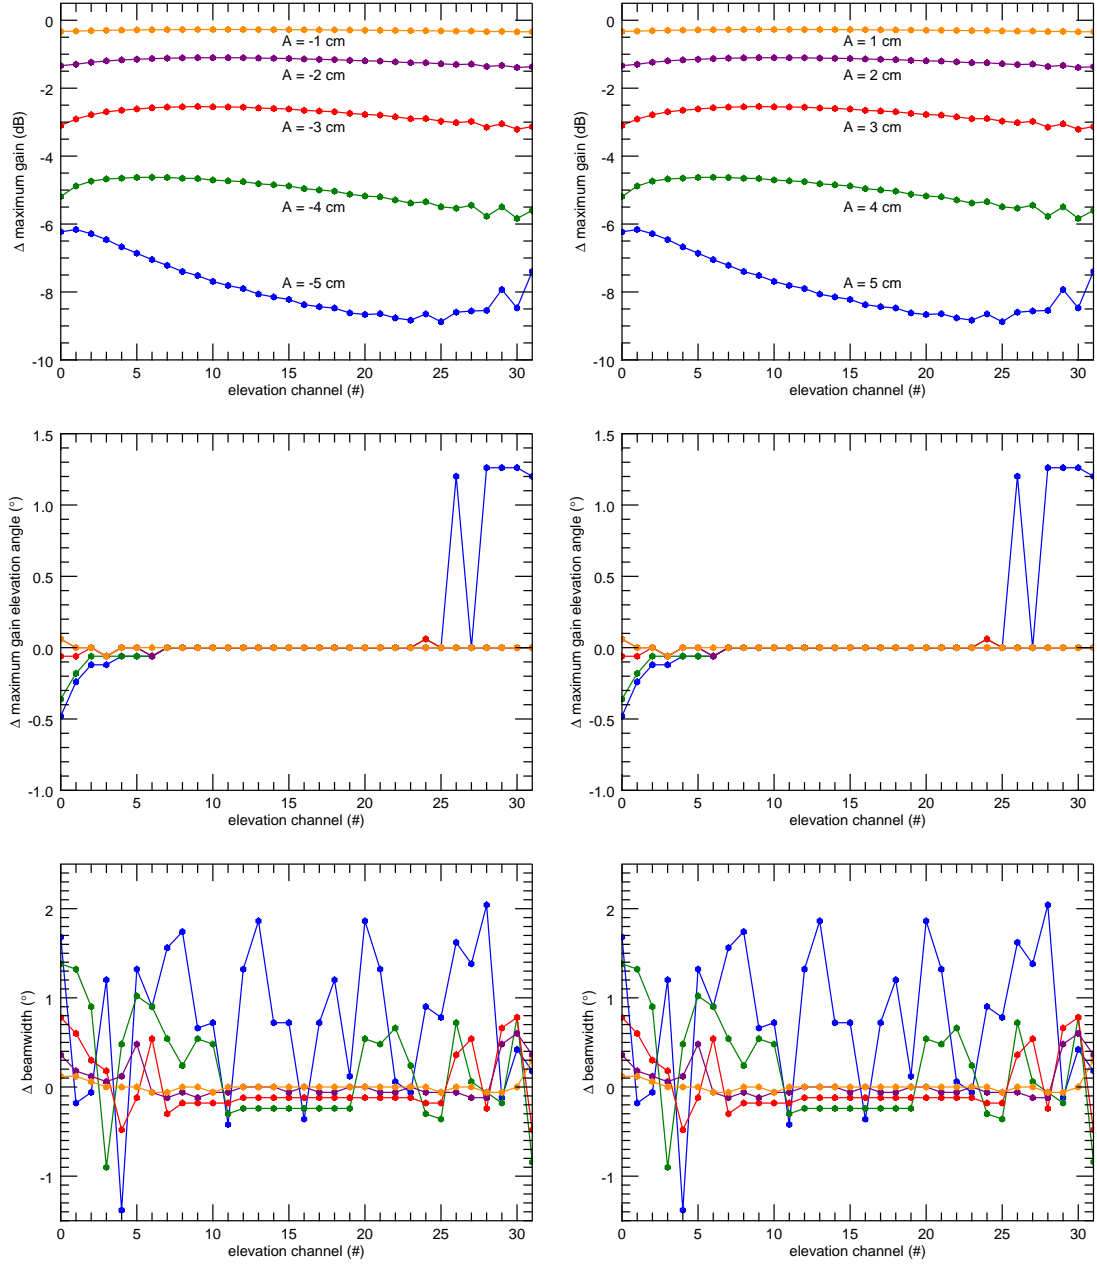 0
-2
-4
-6
-8
-10
Δ maximum gain (dB)
A = -1 cm
A = -2 cm
A = -3 cm
A = -4 cm
A = -5 cm
0 5 10 15 20 25 30
elevation channel (#)
0
-2
-4
-6
-8
-10
Δ maximum gain (dB)
A = 1 cm
A = 2 cm
A = 3 cm
A = 4 cm
A = 5 cm
0 5 10 15 20 25 30
elevation channel (#)
1.5
1.0
0.5
0.0
-0.5
-1.0
Δ maximum gain elevation angle (°)
0 5 10 15 20 25 30
elevation channel (#)
1.5
1.0
0.5
0.0
-0.5
-1.0
Δ maximum gain elevation angle (°)
0 5 10 15 20 25 30
elevation channel (#)
2
1
0
-1
Δ beamwidth (°)
0 5 10 15 20 25 30
elevation channel (#)
2
1
0
-1
Δ beamwidth (°)
0 5 10 15 20 25 30
elevation channel (#)